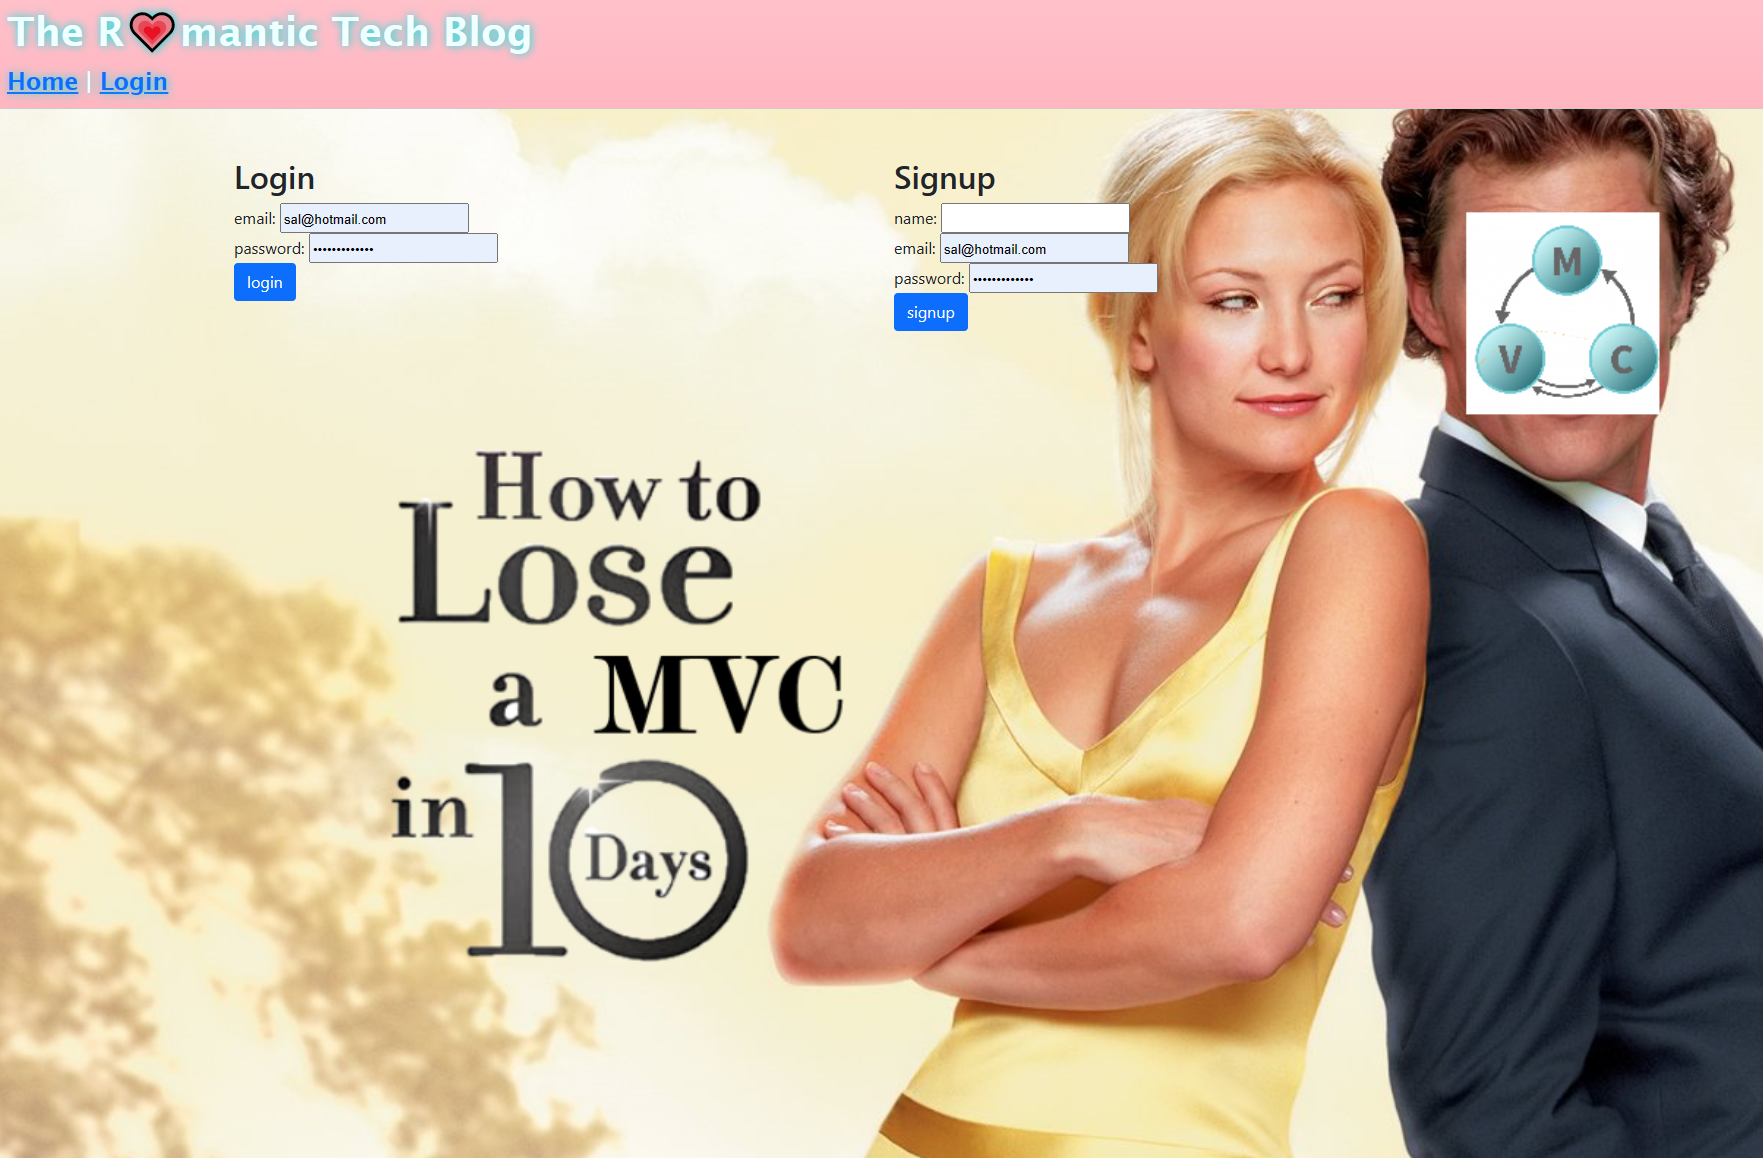 The R❤mantic Tech Blog
Home | Login
Login
email: sal@hotmail.com
password: •••••••••••••
login
Signup
name:
email: sal@hotmail.com
password: •••••••••••••
signup
M
V C
How to
Lose
a MVC
in 10
Days